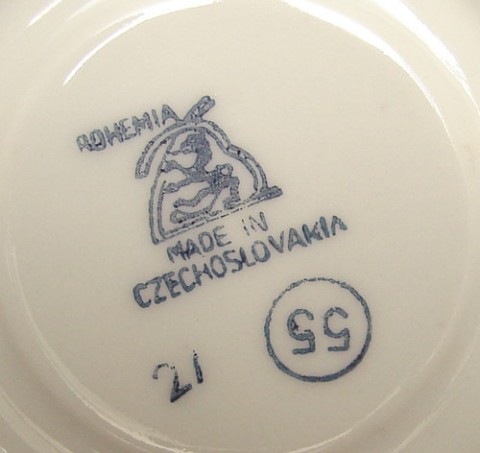 BOHEMIA
MADE IN
CZECHOSLOVAKIA
55
21